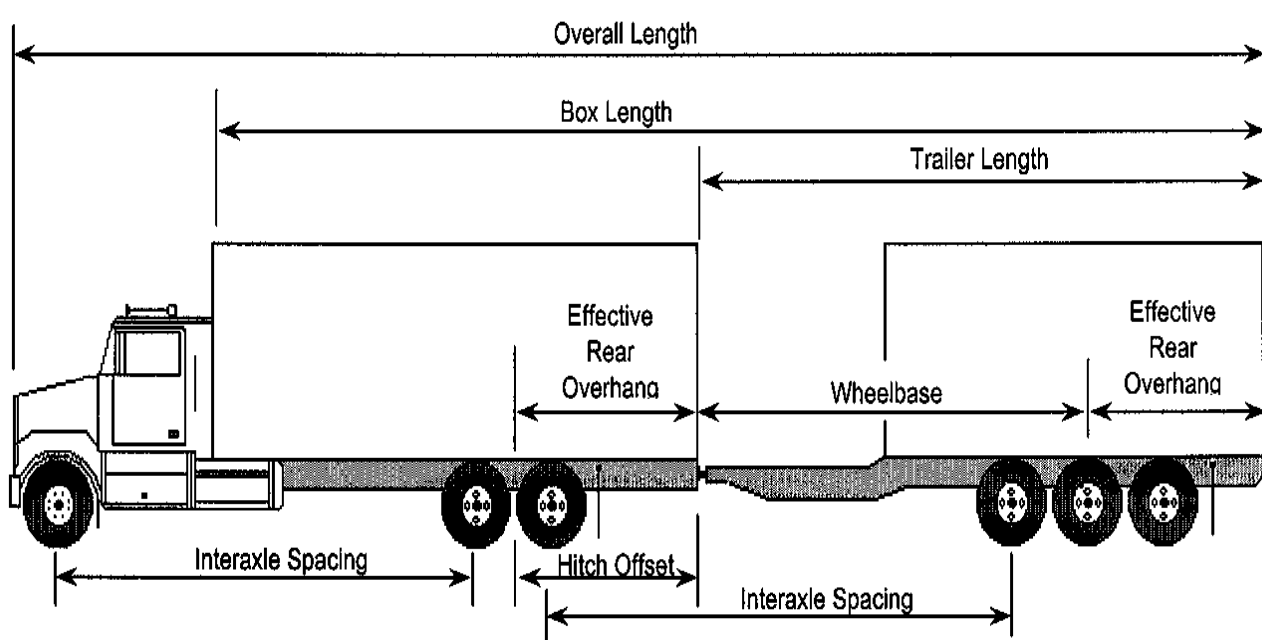 Overall Length
Box Length
Trailer Length
Effective
Rear
Overhang
Effective
Rear
Overhang
Wheelbase
Interaxle Spacing
Hitch Offset
Interaxle Spacing